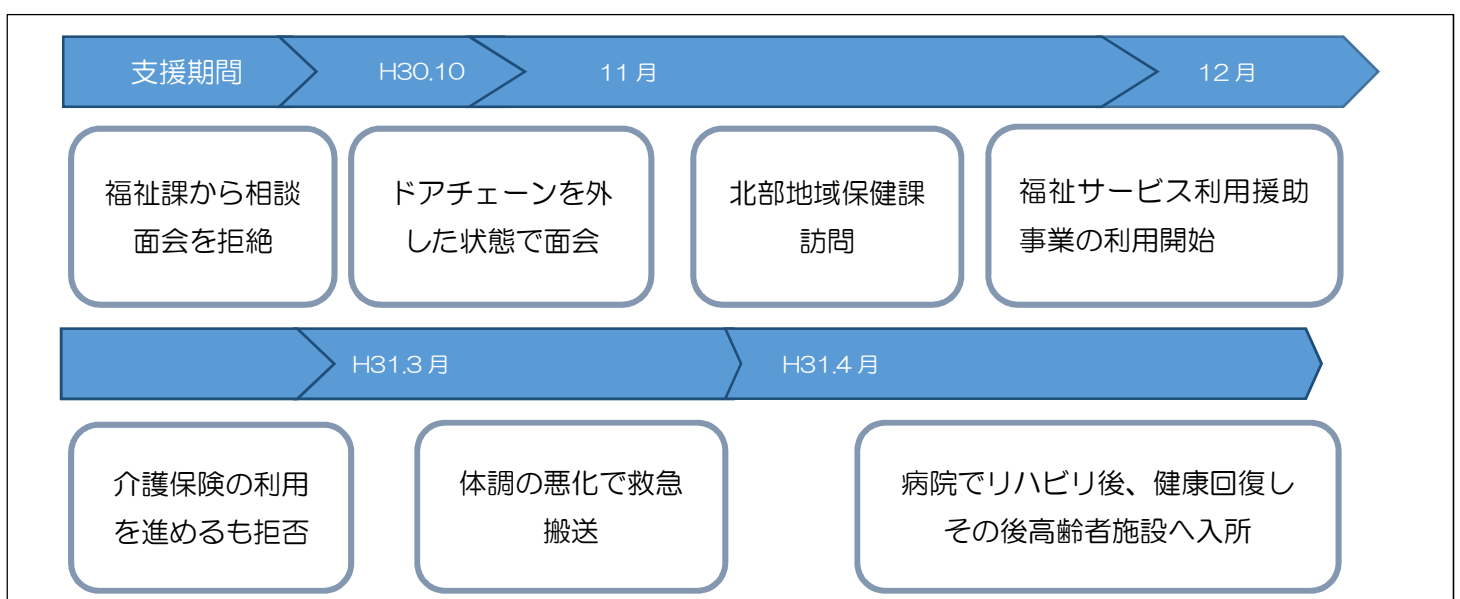 支援期間
H30.10
11月
12月
福祉課から相談
面会を拒絶
ドアチェーンを外
した状態で面会
北部地域保健課
訪問
福祉サービス利用援助
事業の利用開始
H31.3月
H31.4月
介護保険の利用
を進めるも拒否
体調の悪化で救急
搬送
病院でリハビリ後、健康回復し
その後高齢者施設へ入所